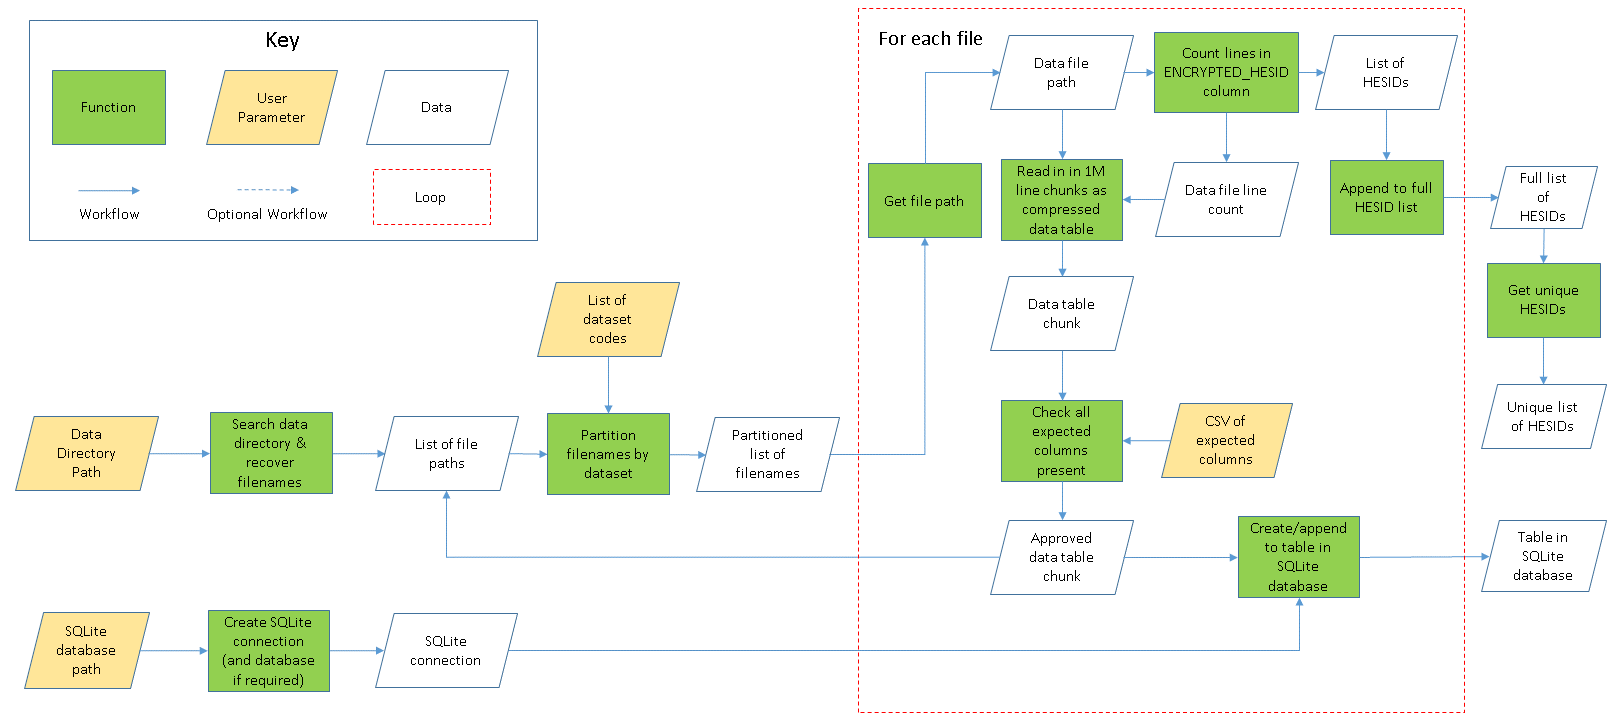 Key
Function
User
Parameter
Data
Workflow
Optional Workflow
Loop
For each file
Data file
path
Count lines in
ENCRYPTED_HESID
column
List of
HESIDs
Get file path
Read in in 1M
line chunks as
compressed
data table
Data file line
count
Append to full
HESID list
Full list
of
HESIDs
Get unique
HESIDs
Unique list
of HESIDs
Data table
chunk
List of
dataset
codes
Data
Directory
Path
Search data
directory &
recover
filenames
List of file
paths
Partition
filenames by
dataset
Partitioned
list of
filenames
Check all
expected
columns
present
CSV of
expected
columns
Approved
data table
chunk
Create/append
to table in
SQLite
database
Table in
SQLite
database
SQLite
database
path
Create SQLite
connection
(and database
if required)
SQLite
connection